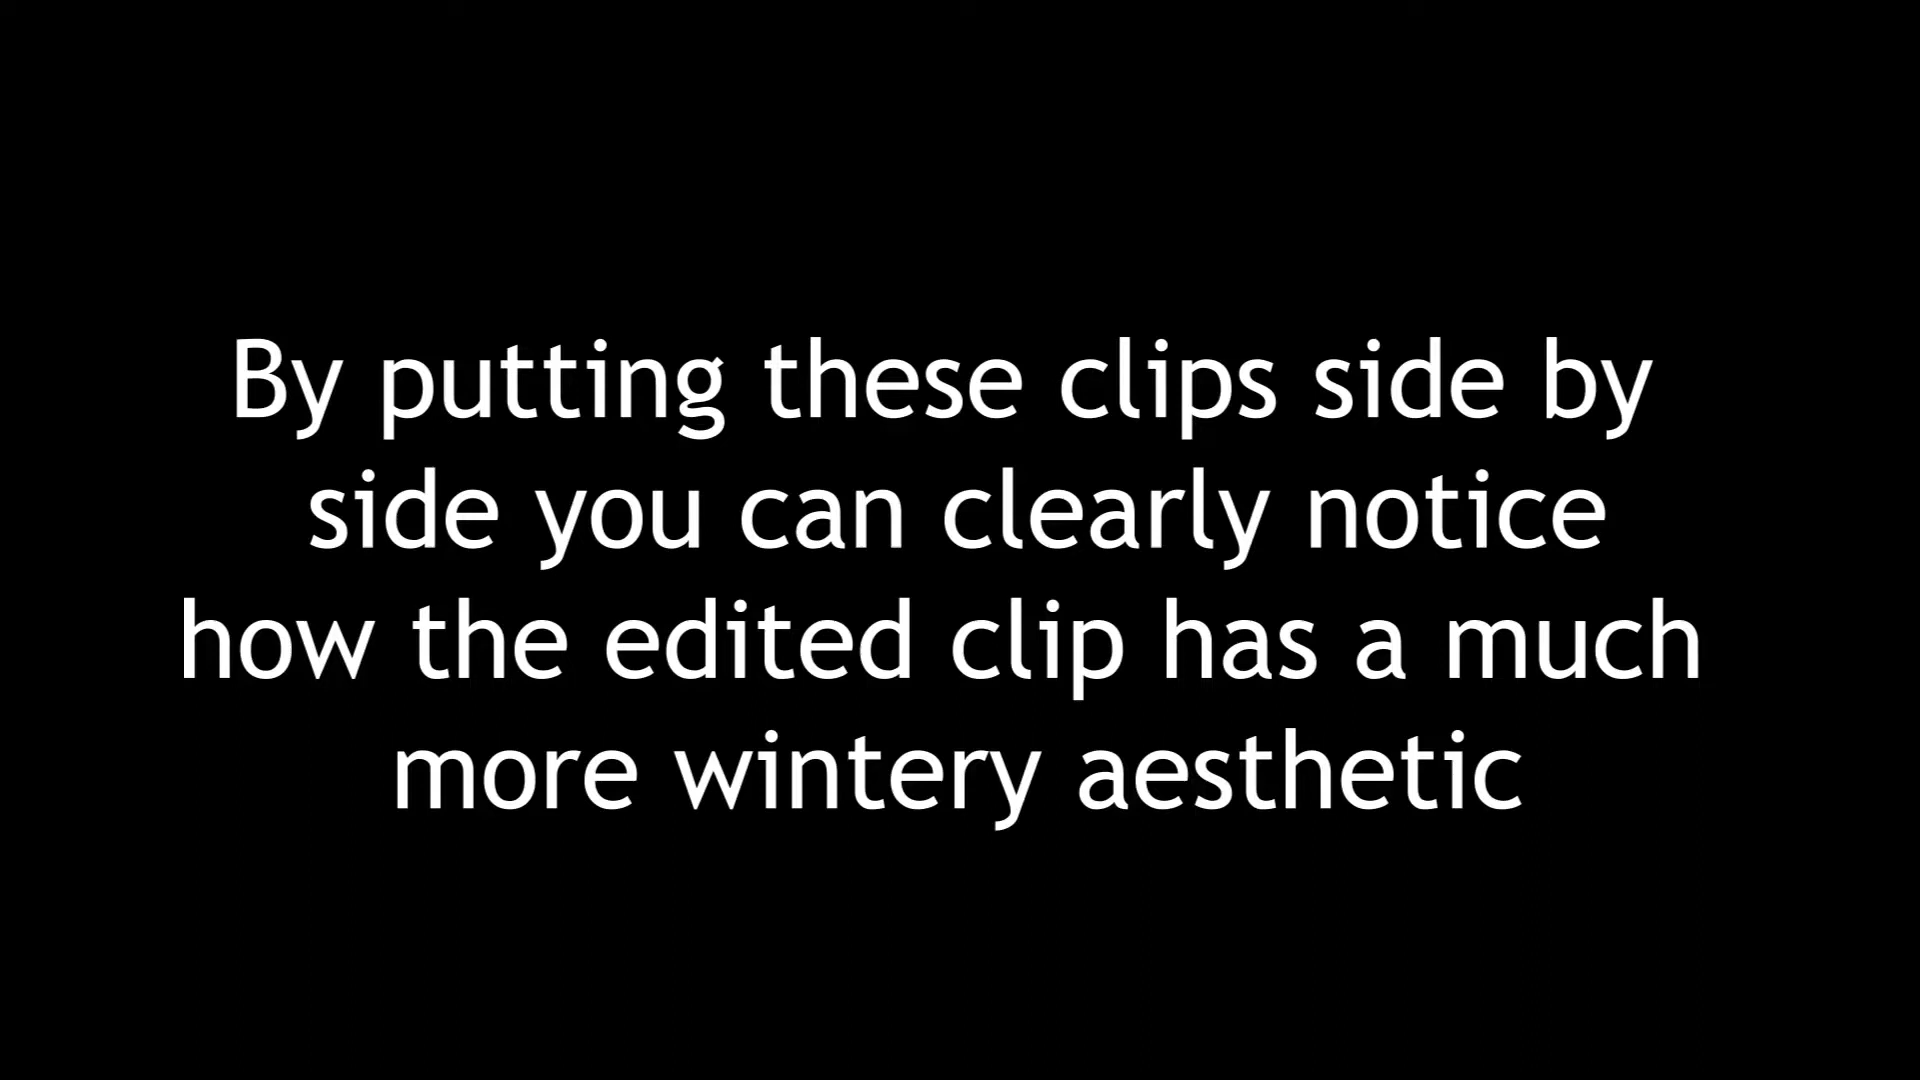 By putting these clips side by
side you can clearly notice
how the edited clip has a much
more wintery aesthetic